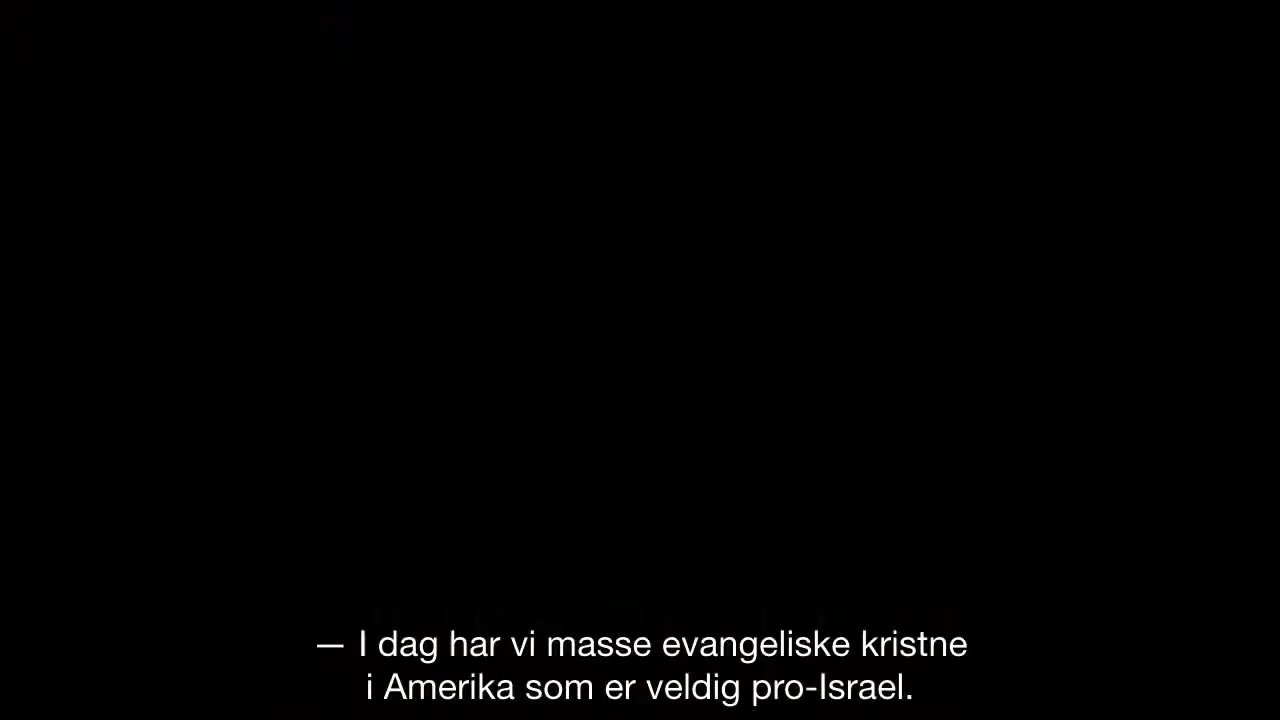 — I dag har vi masse evangeliske kristne
i Amerika som er veldig pro-Israel.